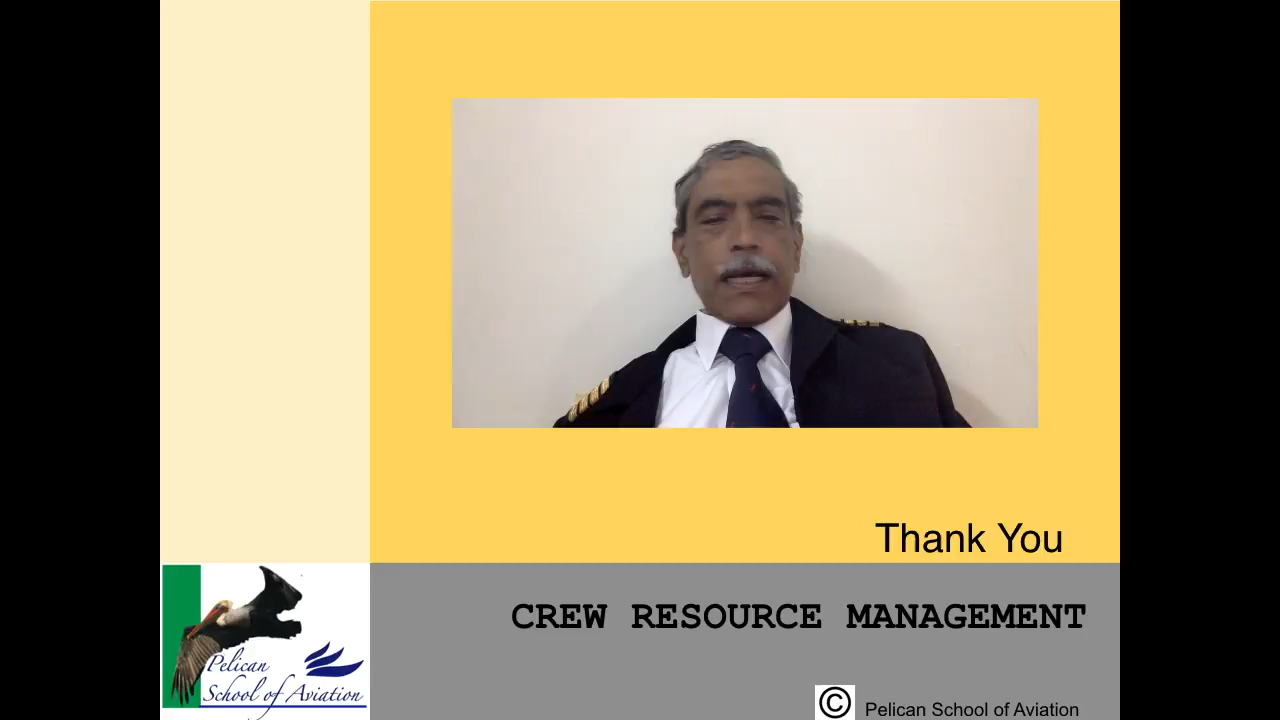 Thank You
CREW RESOURCE MANAGEMENT
Pelican
School of Aviation
© Pelican School of Aviation